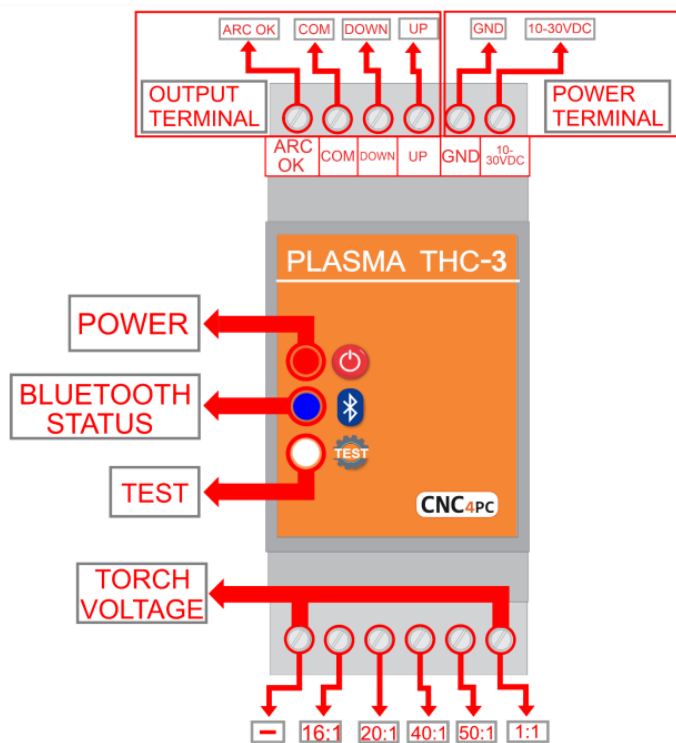 ARC OK COM DOWN UP GND 10-30VDC
OUTPUT
TERMINAL
POWER
TERMINAL
ARC
OK
COM
DOWN
UP
GND
10-
30VDC
PLASMA THC-3
POWER
BLUETOOTH
STATUS
TEST
TEST
CNC4PC
TORCH
VOLTAGE
− 16:1 20:1 40:1 50:1 1:1